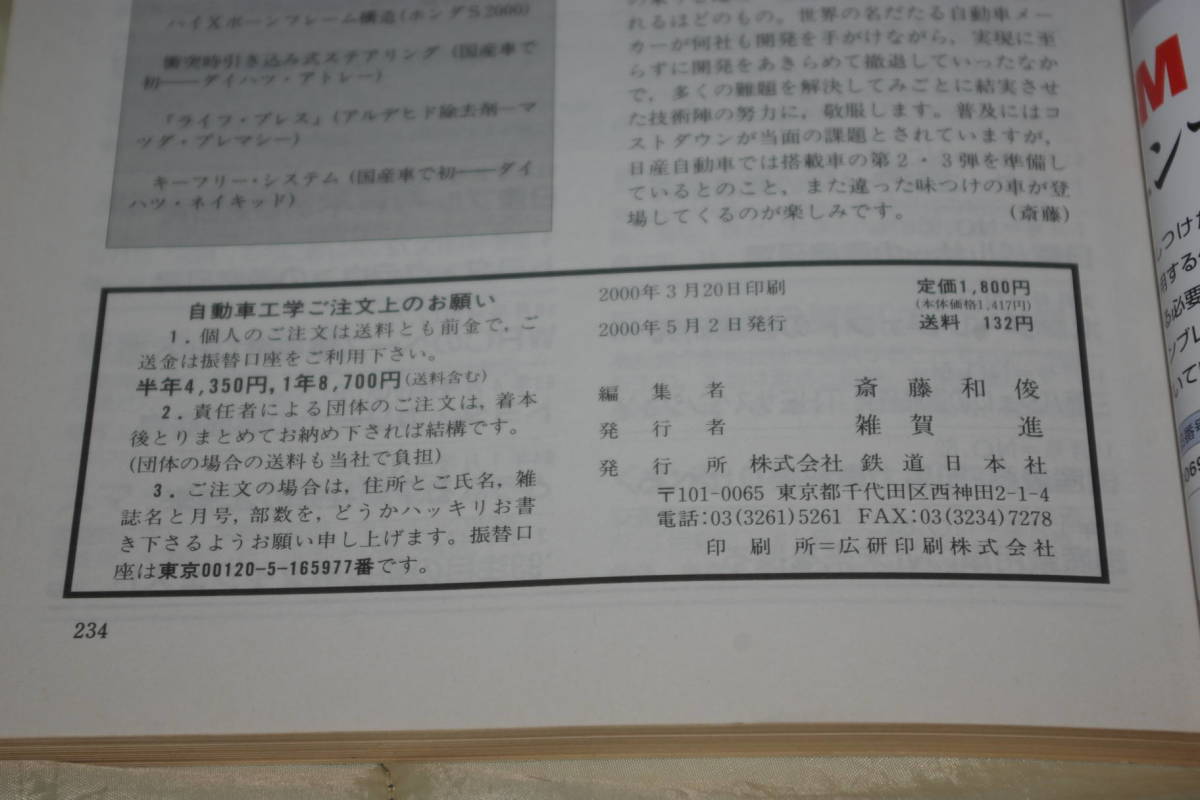 ハイXボーンフレーム構造(ホンダS2000)
衝突時引き込み式ステアリング(国産車で
初――ダイハツ・アトレー)
「ライフ・ブレス」(アルデヒド除去剤―マ
ツダ・プレマシー)
キーフリー・システム(国産車で初――ダイ
ハツ・ネイキッド)
れるほどのもの。世界の名だたる自動車メー
カーが何社も開発を手がけながら,実現に至
らずに開発をあきらめて撤退していったなか
で,多くの難題を解決してみごとに結実させ
た技術陣の努力に,敬服します。普及にはコ
ストダウンが当面の課題とされていますが,
日産自動車では搭載車の第2・3弾を準備し
ているとのこと,また違った味つけの車が登
場してくるのが楽しみです。 (斎藤)
自動車工学ご注文上のお願い
1.個人のご注文は送料とも前金で,ご
送金は振替口座をご利用下さい。
半年4,350円,1年8,700円(送料含む)
2.責任者による団体のご注文は,着本
後とりまとめてお納め下されば結構です。
(団体の場合の送料も当社で負担)
3.ご注文の場合は,住所とご氏名,雑
誌名と月号,部数を,どうかハッキリお書
き下さるようお願い申し上げます。振替口
座は東京00120-5-165977番です。
2000年3月20日印刷
2000年5月2日発行
定価1,800円
(本体価格1,417円)
送料 132円
編集者 斎藤和俊
発行者 雑賀進
発行所 株式会社 鉄道日本社
〒101-0065 東京都千代田区西神田2-1-4
電話:03(3261)5261 FAX:03(3234)7278
印刷所=広研印刷株式会社
234
M